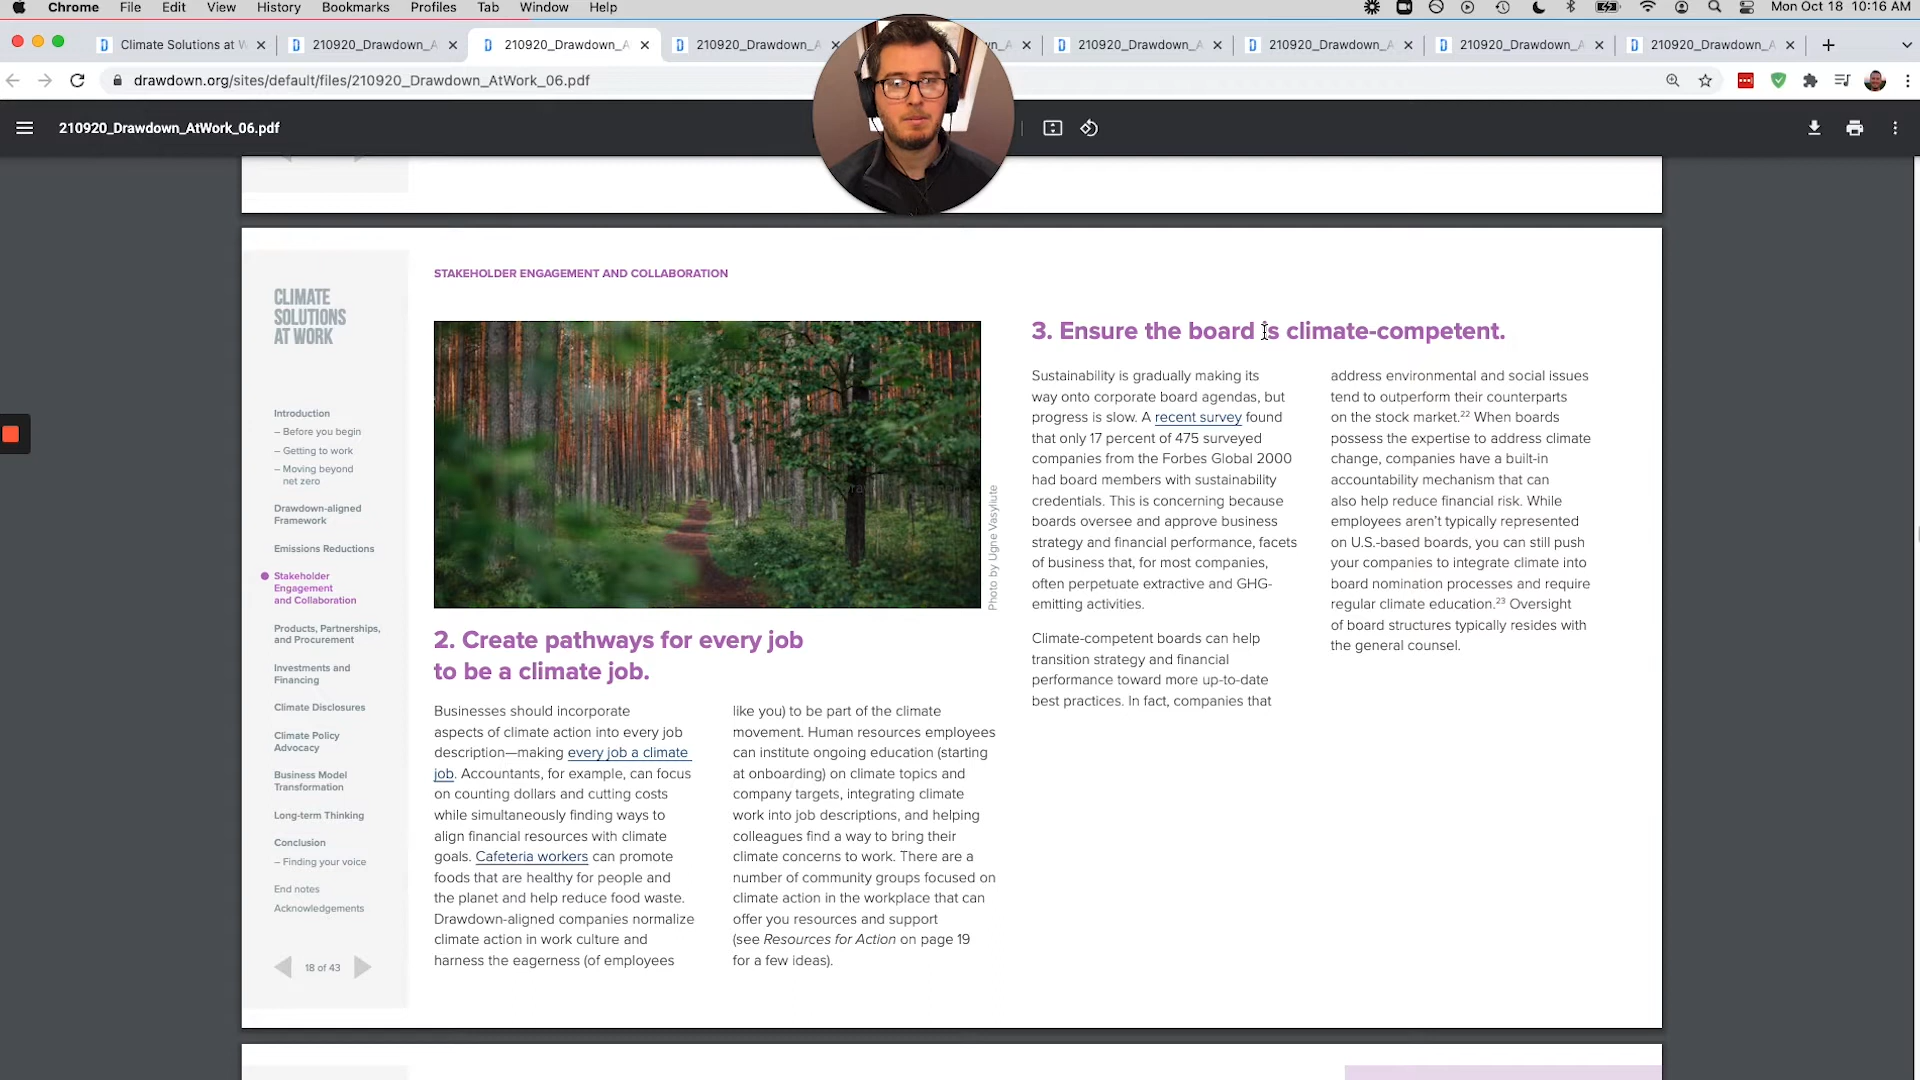 Chrome File Edit View History Bookmarks Profiles Tab Window Help
Mon Oct 18 10:16 AM
Climate Solutions at W
210920_Drawdown_A
210920_Drawdown_A
210920_Drawdown_A
210920_Drawdown_A
210920_Drawdown_A
210920_Drawdown_A
210920_Drawdown_A
drawdown.org/sites/default/files/210920_Drawdown_AtWork_06.pdf
210920_Drawdown_AtWork_06.pdf
CLIMATE
SOLUTIONS
AT WORK
Introduction
– Before you begin
– Getting to work
– Moving beyond
net zero
Drawdown-aligned
Framework
Emissions Reductions
Stakeholder
Engagement
and Collaboration
Products, Partnerships,
and Procurement
Investments and
Financing
Climate Disclosures
Climate Policy
Advocacy
Business Model
Transformation
Long-term Thinking
Conclusion
– Finding your voice
End notes
Acknowledgements
18 of 43
STAKEHOLDER ENGAGEMENT AND COLLABORATION
Photo by Ugne Vasyliute
2. Create pathways for every job
to be a climate job.
Businesses should incorporate
aspects of climate action into every job
description—making every job a climate
job. Accountants, for example, can focus
on counting dollars and cutting costs
while simultaneously finding ways to
align financial resources with climate
goals. Cafeteria workers can promote
foods that are healthy for people and
the planet and help reduce food waste.
Drawdown-aligned companies normalize
climate action in work culture and
harness the eagerness (of employees
like you) to be part of the climate
movement. Human resources employees
can institute ongoing education (starting
at onboarding) on climate topics and
company targets, integrating climate
work into job descriptions, and helping
colleagues find a way to bring their
climate concerns to work. There are a
number of community groups focused on
climate action in the workplace that can
offer you resources and support
(see Resources for Action on page 19
for a few ideas).
3. Ensure the board is climate-competent.
Sustainability is gradually making its
way onto corporate board agendas, but
progress is slow. A recent survey found
that only 17 percent of 475 surveyed
companies from the Forbes Global 2000
had board members with sustainability
credentials. This is concerning because
boards oversee and approve business
strategy and financial performance, facets
of business that, for most companies,
often perpetuate extractive and GHG-
emitting activities.
Climate-competent boards can help
transition strategy and financial
performance toward more up-to-date
best practices. In fact, companies that
address environmental and social issues
tend to outperform their counterparts
on the stock market.22 When boards
possess the expertise to address climate
change, companies have a built-in
accountability mechanism that can
also help reduce financial risk. While
employees aren't typically represented
on U.S.-based boards, you can still push
your companies to integrate climate into
board nomination processes and require
regular climate education.23 Oversight
of board structures typically resides with
the general counsel.